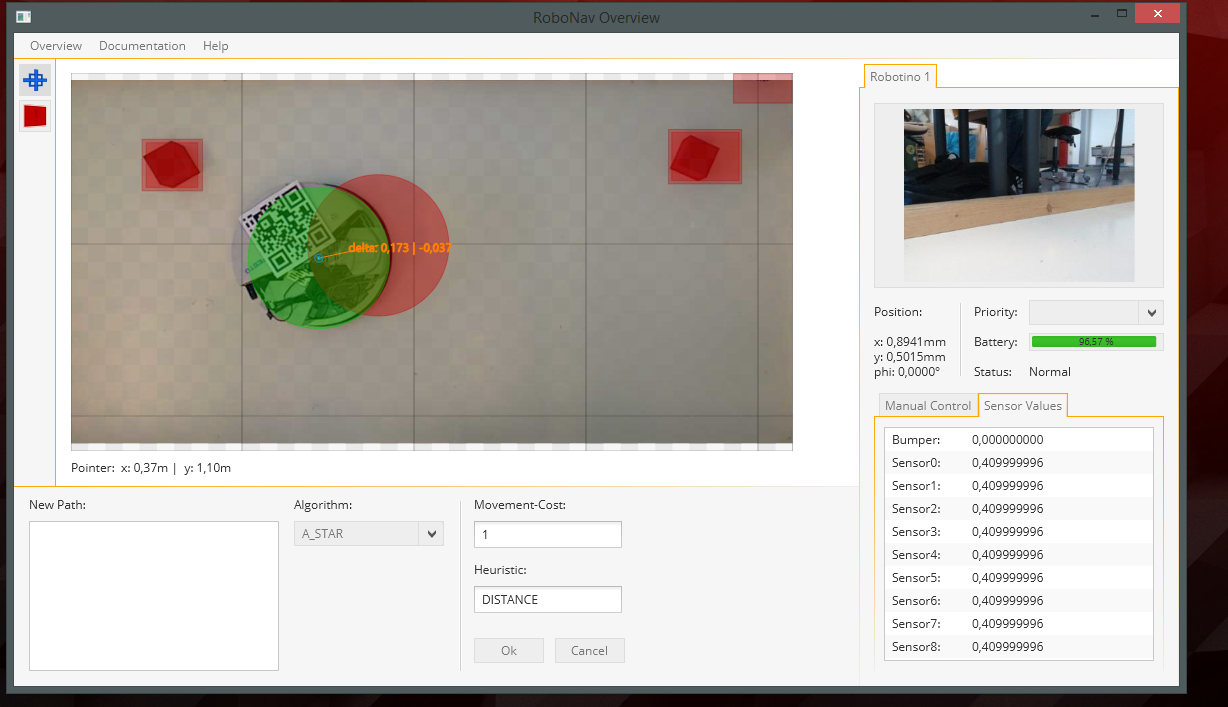 RoboNav Overview
Overview Documentation Help
Robotino 1
delta: 0,173 | -0,037
Position:
x: 0,8941mm
y: 0,5015mm
phi: 0,0000°
Priority:
Battery: 96,57 %
Status: Normal
Manual Control Sensor Values
Bumper: 0,000000000
Sensor0: 0,409999996
Sensor1: 0,409999996
Sensor2: 0,409999996
Sensor3: 0,409999996
Sensor4: 0,409999996
Sensor5: 0,409999996
Sensor6: 0,409999996
Sensor7: 0,409999996
Sensor8: 0,409999996
Pointer: x: 0,37m | y: 1,10m
New Path:
Algorithm:
A_STAR
Movement-Cost:
1
Heuristic:
DISTANCE
Ok Cancel